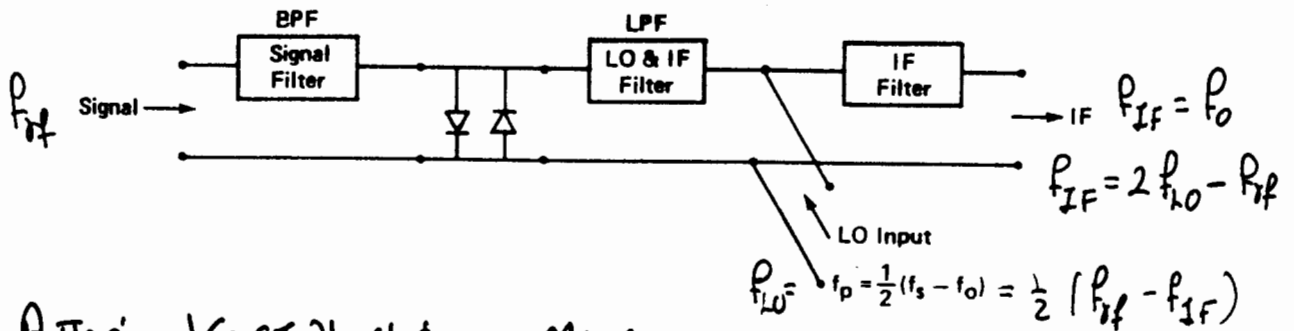 BPF
Signal
Filter
LPF
LO & IF
Filter
IF
Filter
f_rf
Signal
IF f_IF = f_0
f_IF = 2 f_LO - f_rf
LO Input
f_LO = f_p = 1/2 (f_s – f_o) = 1/2 (f_rf - f_IF)